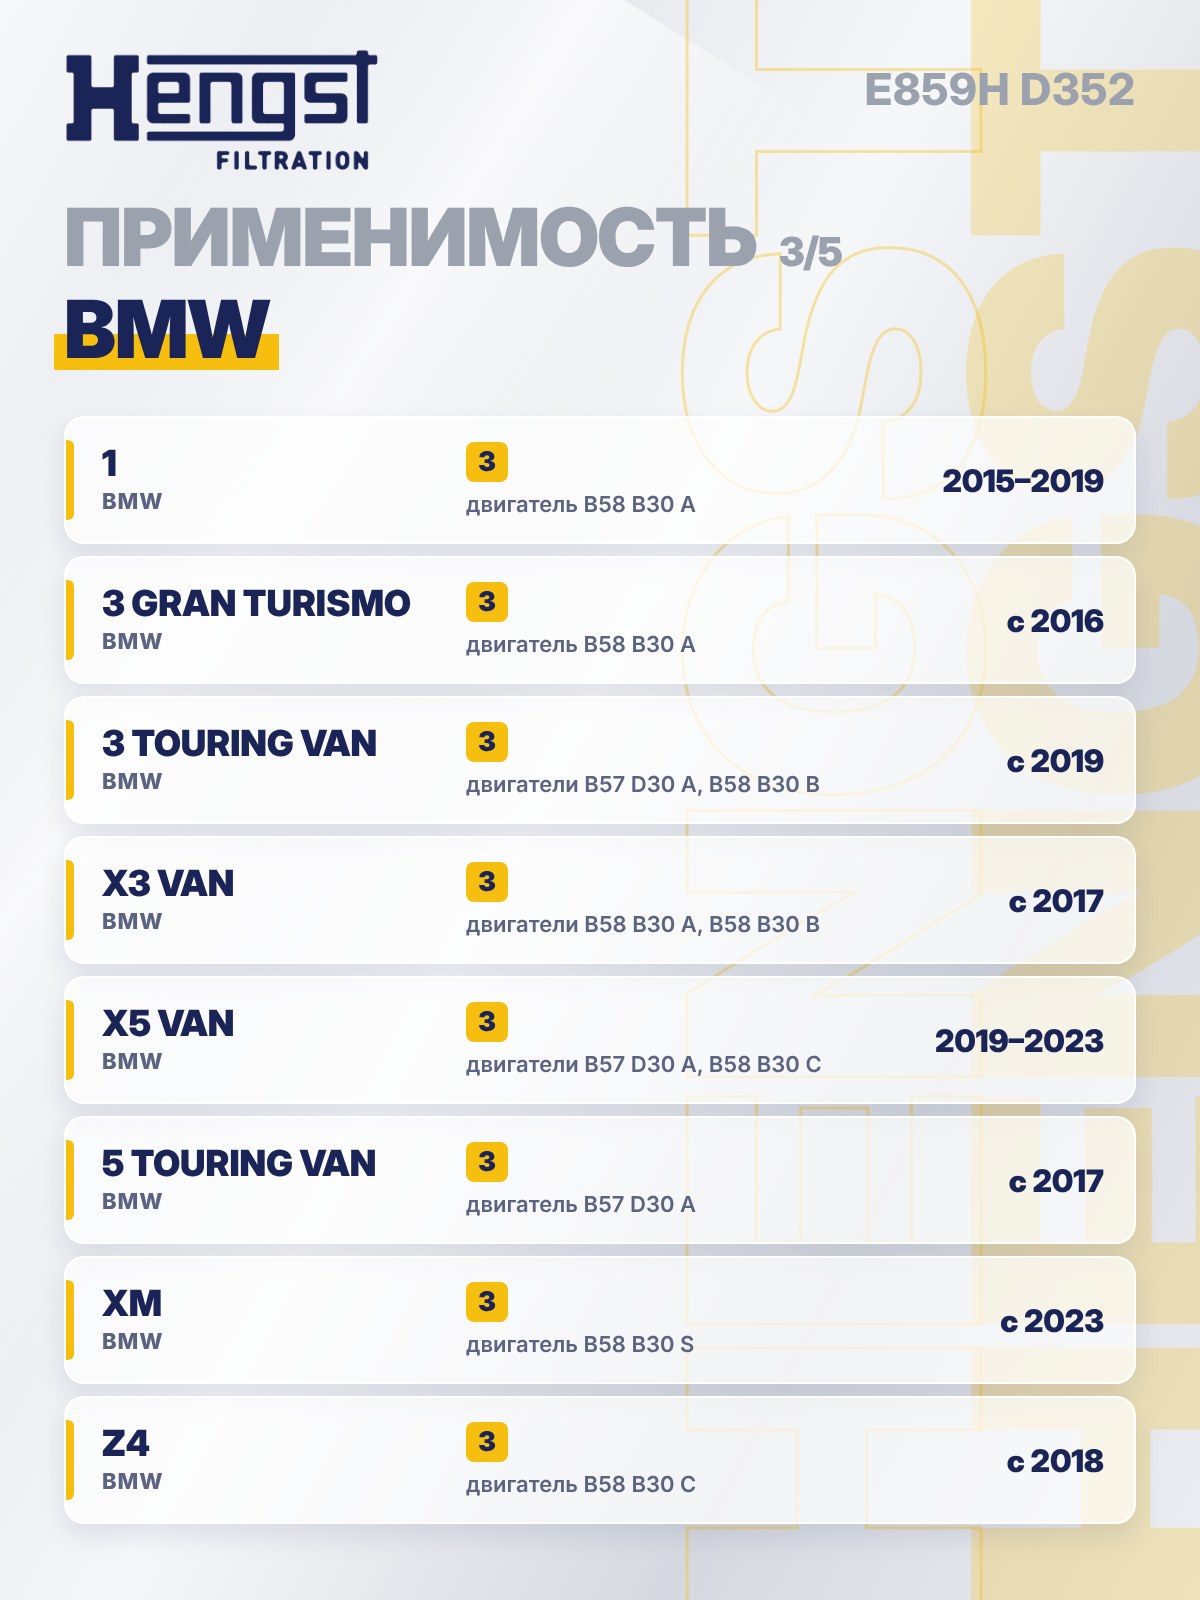 Hengst
FILTRATION
E859H D352
ПРИМЕНИМОСТЬ 3/5
BMW
1
BMW
3
двигатель B58 B30 A
2015–2019
3 GRAN TURISMO
BMW
3
двигатель B58 B30 A
с 2016
3 TOURING VAN
BMW
3
двигатели B57 D30 A, B58 B30 B
с 2019
X3 VAN
BMW
3
двигатели B58 B30 A, B58 B30 B
с 2017
X5 VAN
BMW
3
двигатели B57 D30 A, B58 B30 C
2019–2023
5 TOURING VAN
BMW
3
двигатель B57 D30 A
с 2017
XM
BMW
3
двигатель B58 B30 S
с 2023
Z4
BMW
3
двигатель B58 B30 C
с 2018
HENGST
HENGST